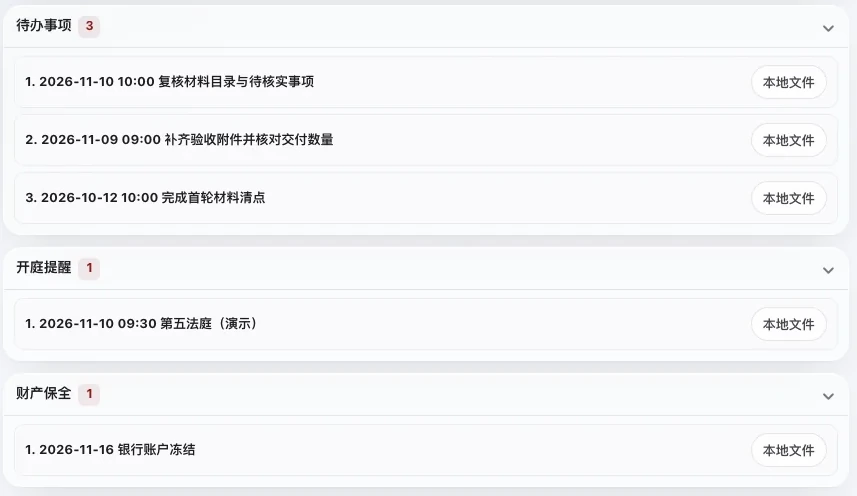 待办事项 3
1. 2026-11-10 10:00 复核材料目录与待核实事项 本地文件
2. 2026-11-09 09:00 补齐验收附件并核对交付数量 本地文件
3. 2026-10-12 10:00 完成首轮材料清点 本地文件
开庭提醒 1
1. 2026-11-10 09:30 第五法庭（演示） 本地文件
财产保全 1
1. 2026-11-16 银行账户冻结 本地文件